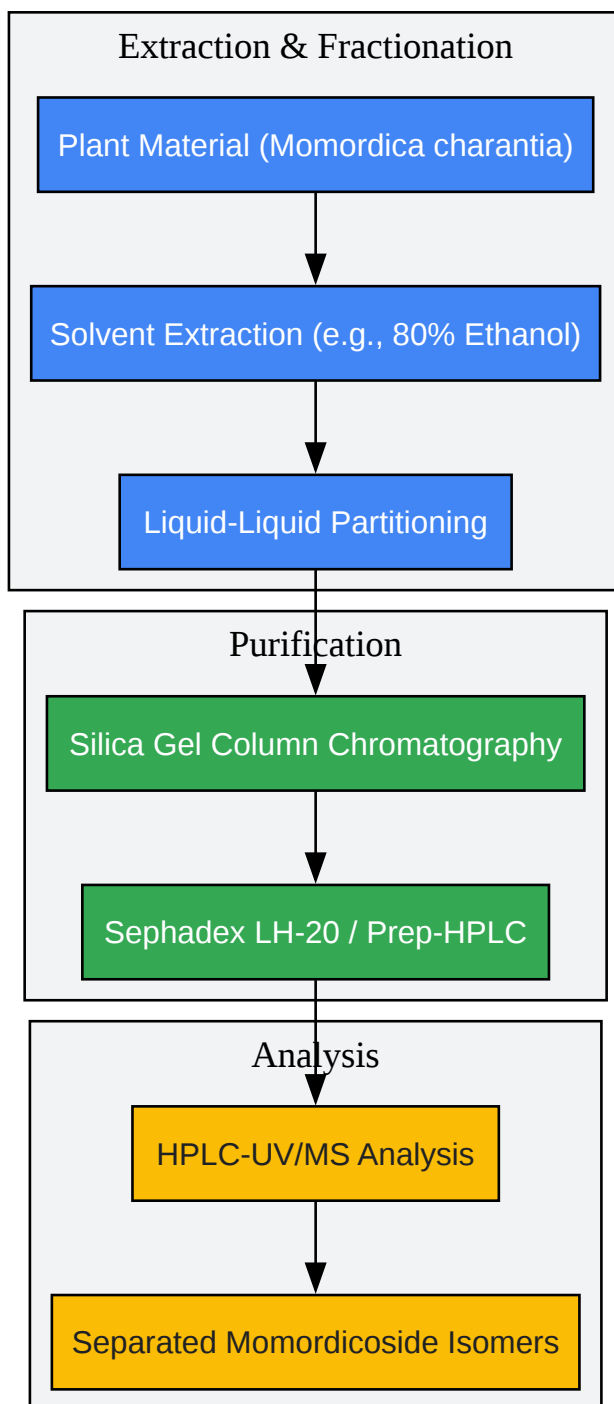 Extraction & Fractionation
Plant Material (Momordica charantia)
Solvent Extraction (e.g., 80% Ethanol)
Liquid-Liquid Partitioning
Purification
Silica Gel Column Chromatography
Sephadex LH-20 / Prep-HPLC
Analysis
HPLC-UV/MS Analysis
Separated Momordicoside Isomers